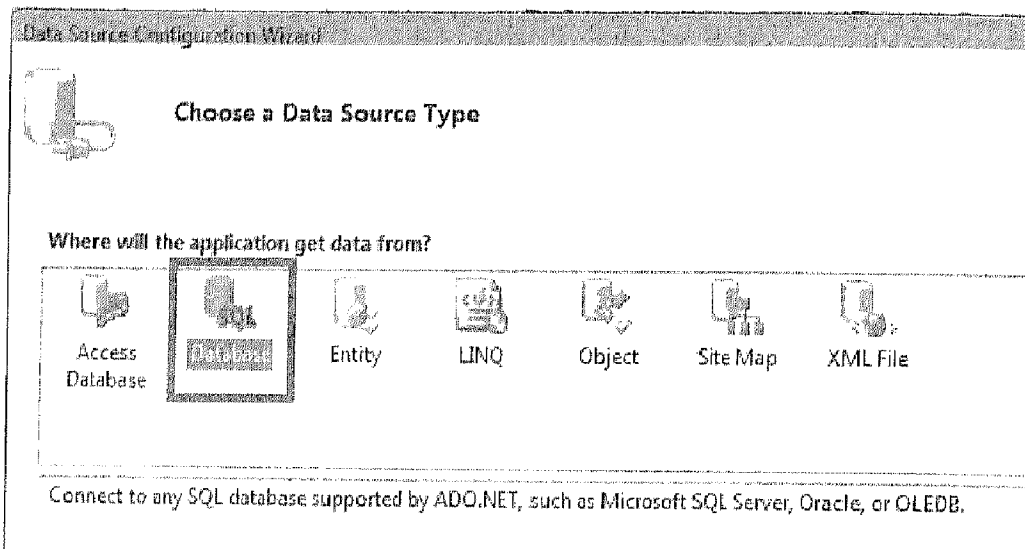 Data Source Configuration Wizard
Choose a Data Source Type
Where will the application get data from?
SQL
Access Database
Database
Entity
LINQ
Object
Site Map
XML File
Connect to any SQL database supported by ADO.NET, such as Microsoft SQL Server, Oracle, or OLEDB.